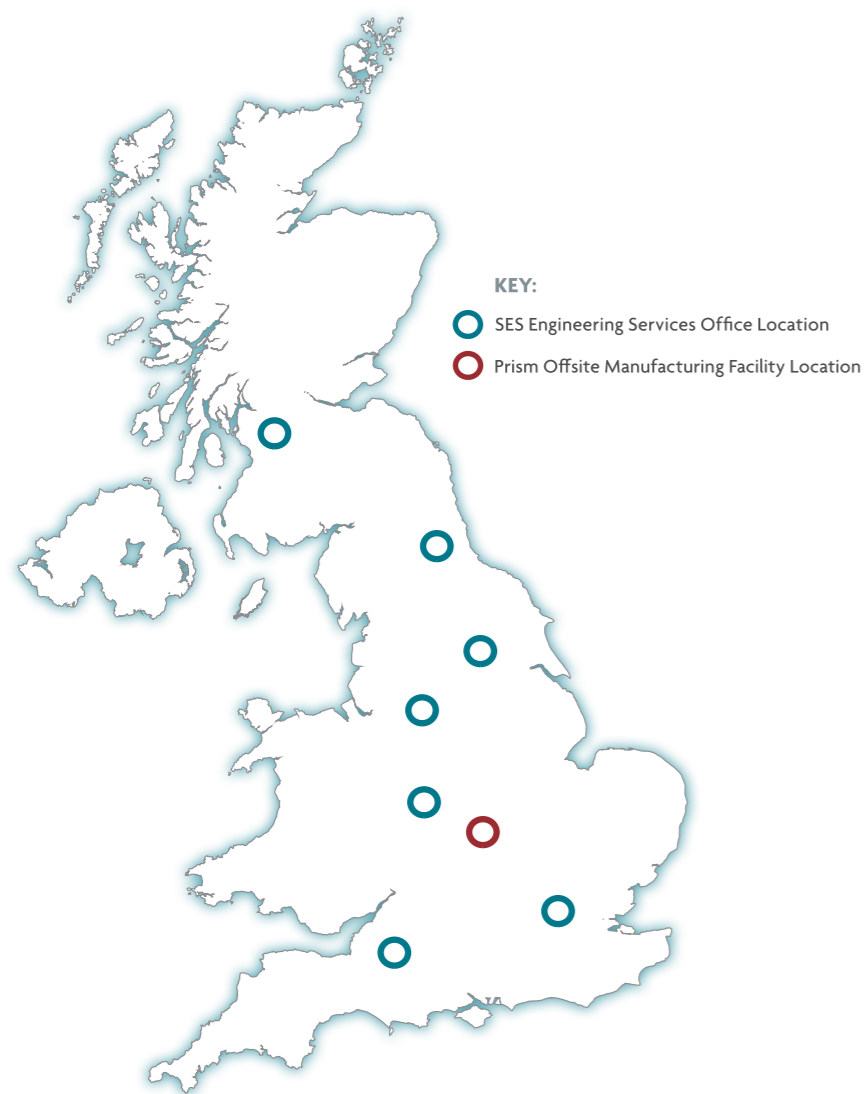 KEY:
SES Engineering Services Office Location
Prism Offsite Manufacturing Facility Location